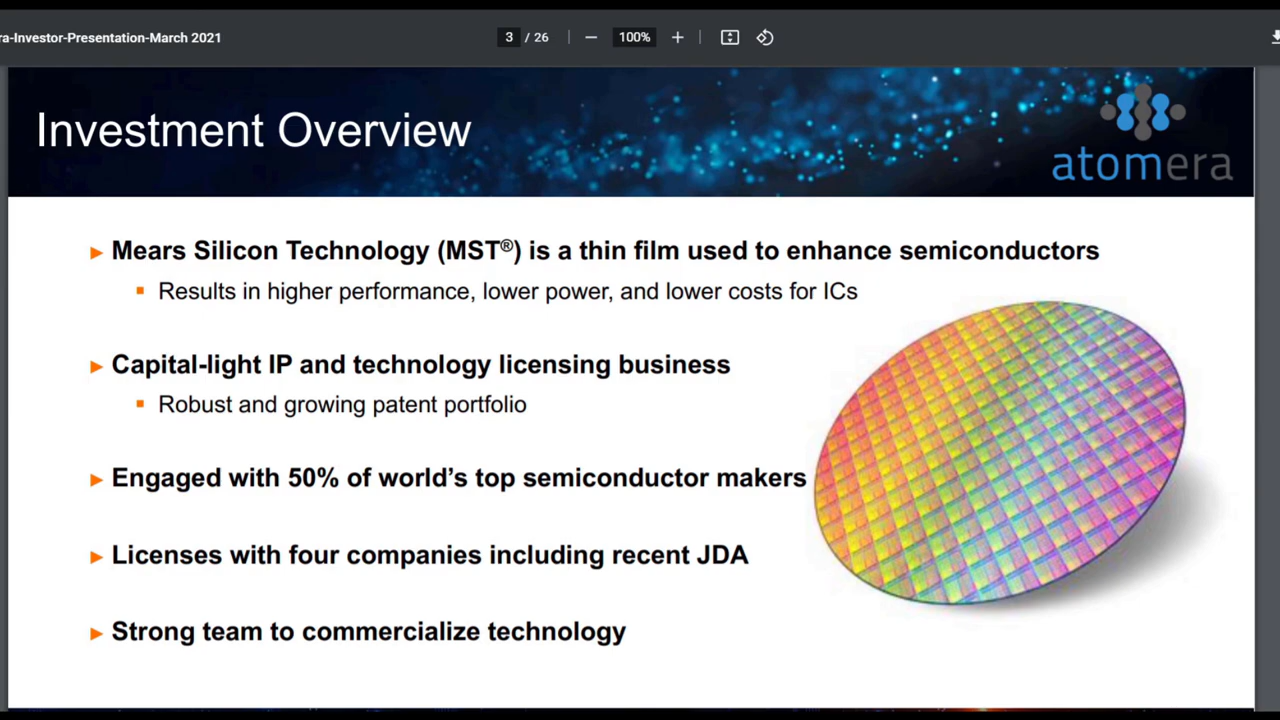 ra-Investor-Presentation-March 2021
3 / 26
100%
Investment Overview
atomera
Mears Silicon Technology (MST®) is a thin film used to enhance semiconductors
Results in higher performance, lower power, and lower costs for ICs
Capital-light IP and technology licensing business
Robust and growing patent portfolio
Engaged with 50% of world’s top semiconductor makers
Licenses with four companies including recent JDA
Strong team to commercialize technology